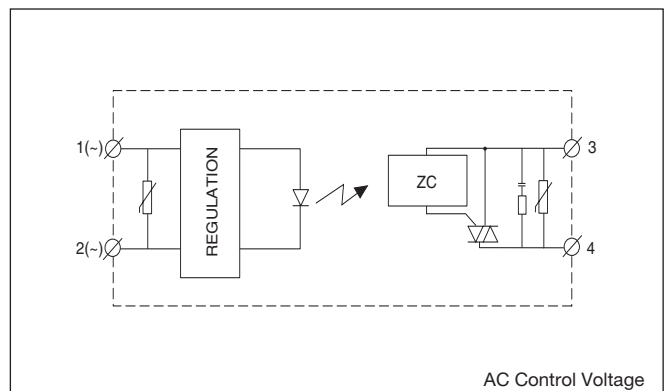 1(~)
2(~)
REGULATION
ZC
3
4
AC Control Voltage